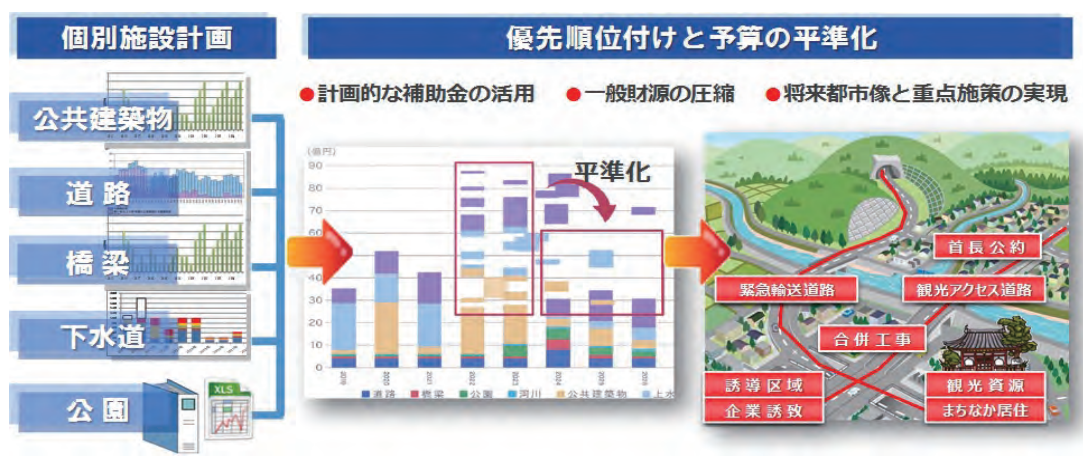 個別施設計画
優先順位付けと予算の平準化
●計画的な補助金の活用 ●一般財源の圧縮 ●将来都市像と重点施策の実現
公共建築物
道路
橋梁
下水道
公園
XLS
(億円)
平準化
90
80
70
60
50
40
30
20
10
0
2019
2020
2021
2022
2023
2024
道路 橋梁 公園 河川 公共建築物 上水
首長公約
緊急輸送道路
観光アクセス道路
合併工事
誘導区域
観光資源
企業誘致
まちなか居住